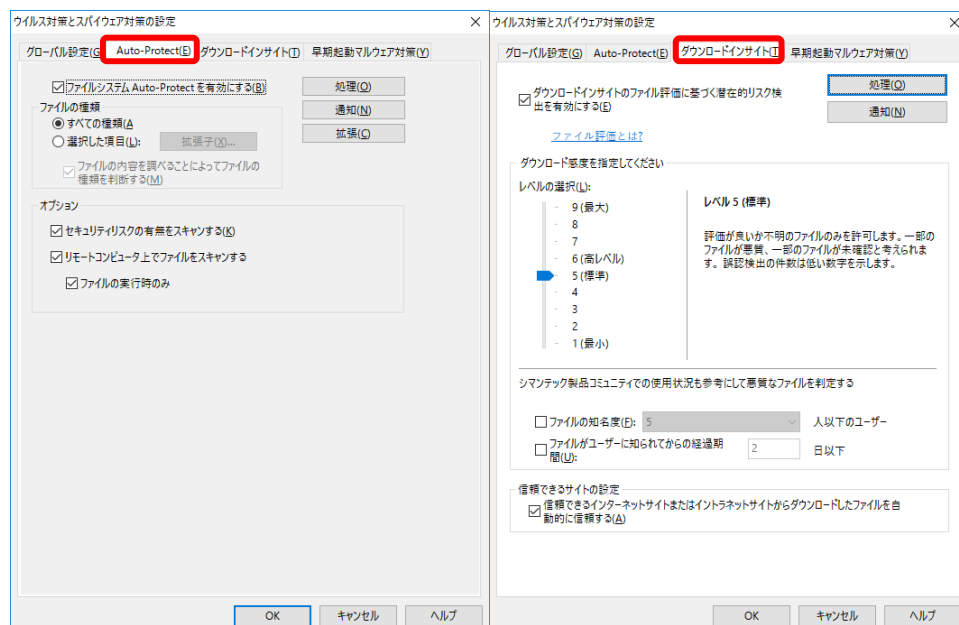 ウイルス対策とスパイウェア対策の設定
グローバル設定(G Auto-Protect(E) ダウンロードインサイト(T) 早期起動マルウェア対策(Y)
ファイルシステム Auto-Protect を有効にする(B)
処理(O)
通知(N)
拡張(C)
ファイルの種類
すべての種類(A
選択した項目(L):
拡張子(X)...
ファイルの内容を調べることによってファイルの
種類を判断する(M)
オプション
セキュリティリスクの有無をスキャンする(K)
リモートコンピュータ上でファイルをスキャンする
ファイルの実行時のみ
OK キャンセル ヘルプ
ウイルス対策とスパイウェア対策の設定
グローバル設定(G) Auto-Protect(E) ダウンロードインサイト(T 早期起動マルウェア対策(Y)
ダウンロードインサイトのファイル評価に基づく潜在的リスク検
出を有効にする(E)
処理(O)
通知(N)
ファイル評価とは?
ダウンロード感度を指定してください
レベルの選択(L):
9 (最大)
8
7
6 (高レベル)
5 (標準)
4
3
2
1 (最小)
レベル 5 (標準)
評価が良いか不明のファイルのみを許可します。一部の
ファイルが悪質、一部のファイルが未確認と考えられま
す。誤認検出の件数は低い数字を示します。
シマンテック製品コミュニティでの使用状況も参考にして悪質なファイルを判定する
ファイルの知名度(F): 5 人以下のユーザー
ファイルがユーザーに知られてからの経過期
間(U):
2 日以下
信頼できるサイトの設定
信頼できるインターネットサイトまたはイントラネットサイトからダウンロードしたファイルを自
動的に信頼する(A)
OK キャンセル ヘルプ